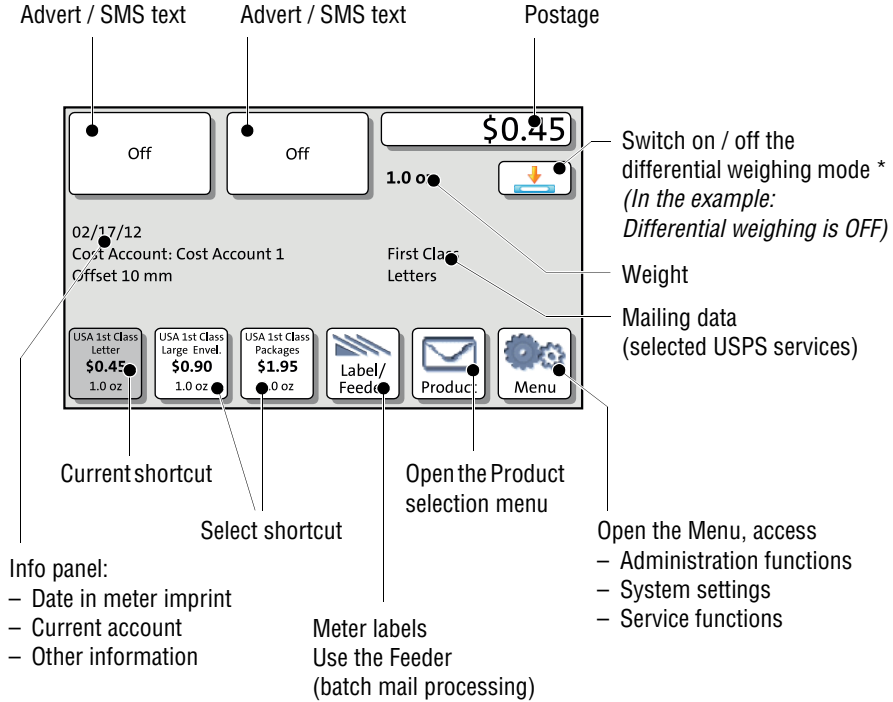 Advert / SMS text
Advert / SMS text
Postage
Off
Off
$0.45
1.0 oz
Switch on / off the
differential weighing mode *
(In the example:
Differential weighing is OFF)
02/17/12
Cost Account: Cost Account 1
Offset 10 mm
First Class
Letters
Weight
Mailing data
(selected USPS services)
USA 1st Class
Letter
$0.45
1.0 oz
USA 1st Class
Large Envel.
$0.90
1.0 oz
USA 1st Class
Packages
$1.95
1.0 oz
Label/
Feeder
Product
Menu
Current shortcut
Select shortcut
Open the Product
selection menu
Info panel:
– Date in meter imprint
– Current account
– Other information
Meter labels
Use the Feeder
(batch mail processing)
Open the Menu, access
– Administration functions
– System settings
– Service functions